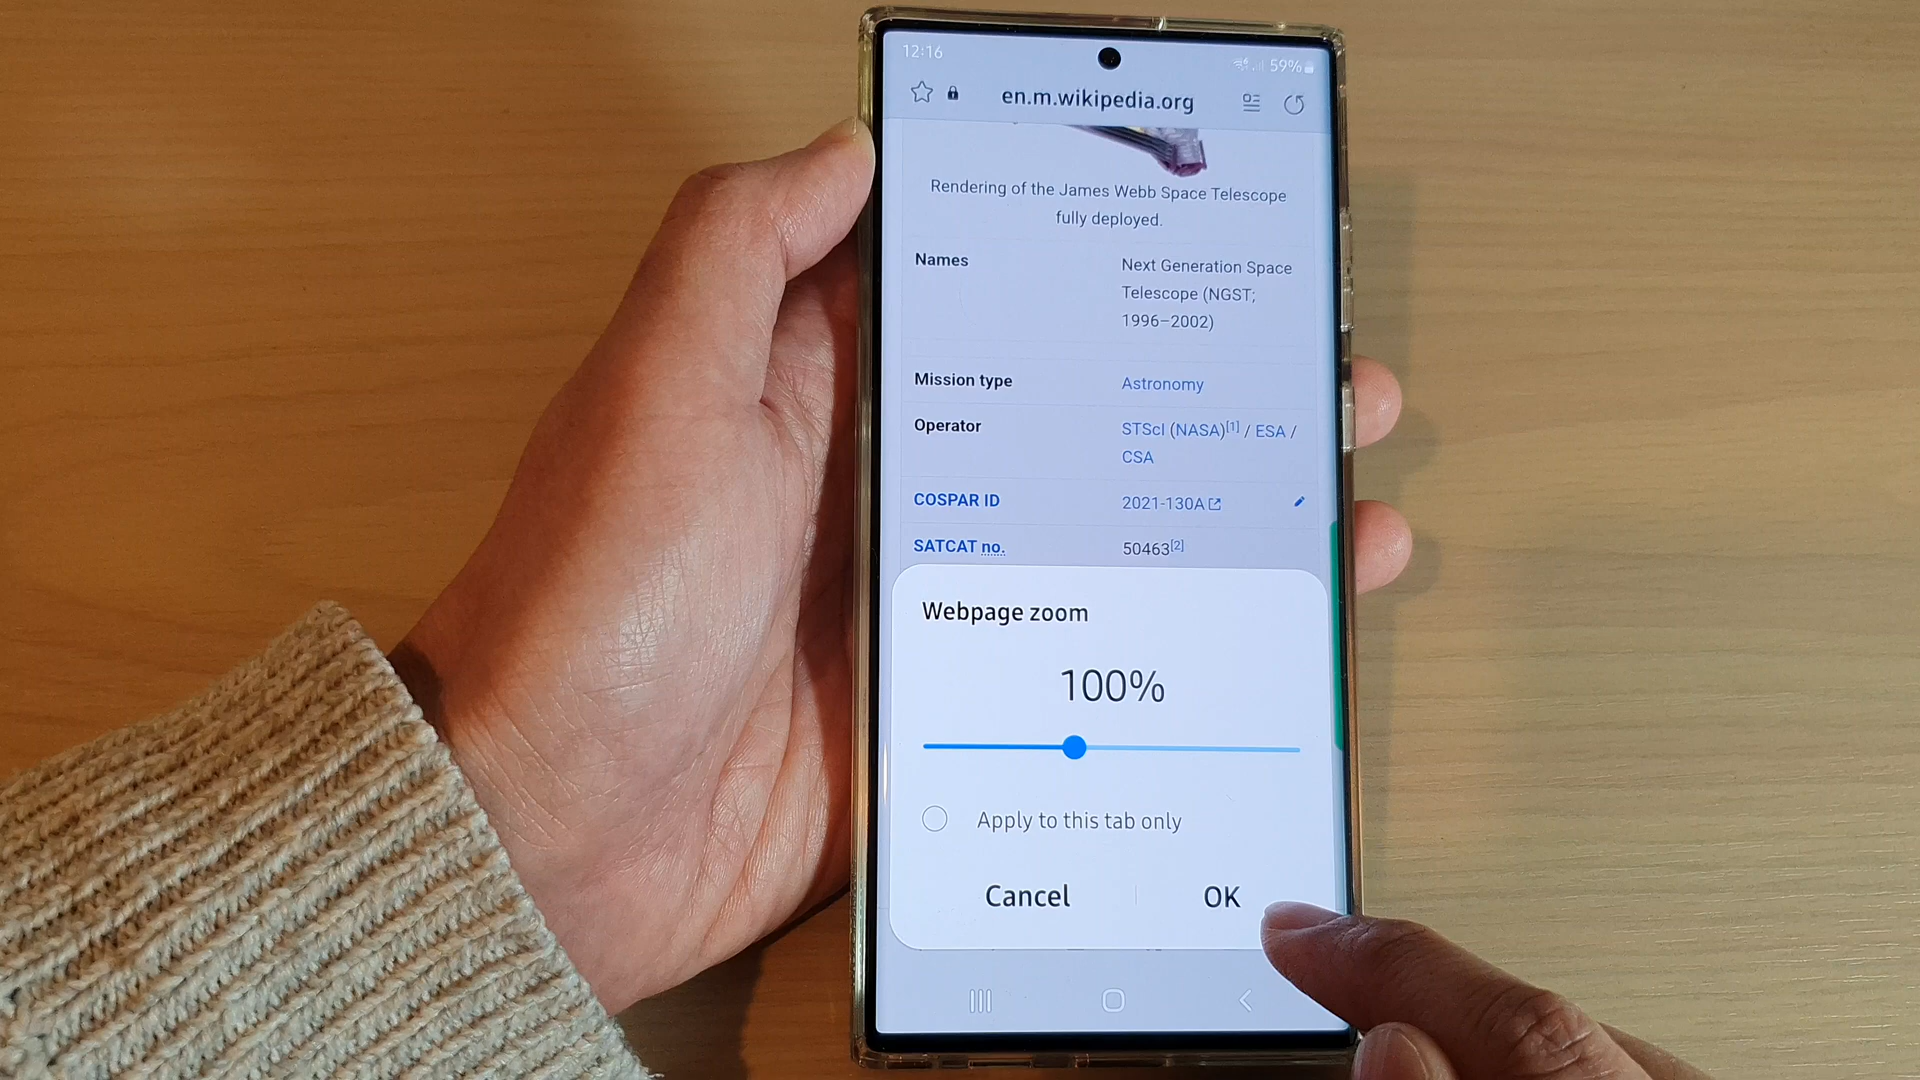 12:16
59%
en.m.wikipedia.org
Rendering of the James Webb Space Telescope
fully deployed.
Names
Next Generation Space
Telescope (NGST;
1996–2002)
Mission type
Astronomy
Operator
STScI (NASA)[1] / ESA /
CSA
COSPAR ID
2021-130A
SATCAT no.
50463[2]
Webpage zoom
100%
Apply to this tab only
Cancel
OK